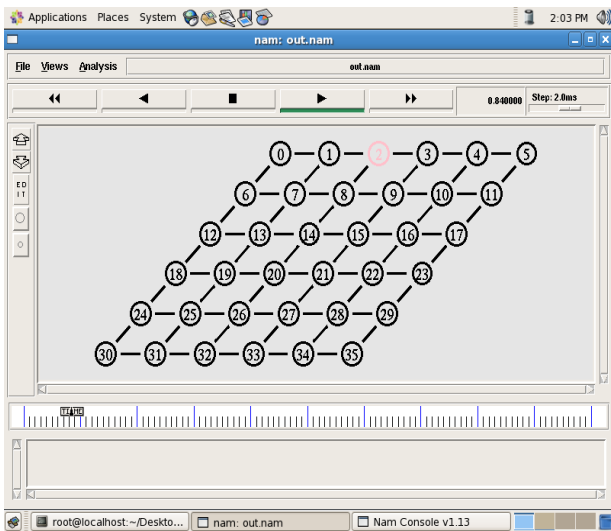 Applications Places System 2:03 PM
nam: out.nam
File Views Analysis out.nam
0.840000 Step: 2.0ms
ED
IT
0 1 2 3 4 5
6 7 8 9 10 11
12 13 14 15 16 17
18 19 20 21 22 23
24 25 26 27 28 29
30 31 32 33 34 35
TIME
root@localhost:~/Deskto... nam: out.nam Nam Console v1.13